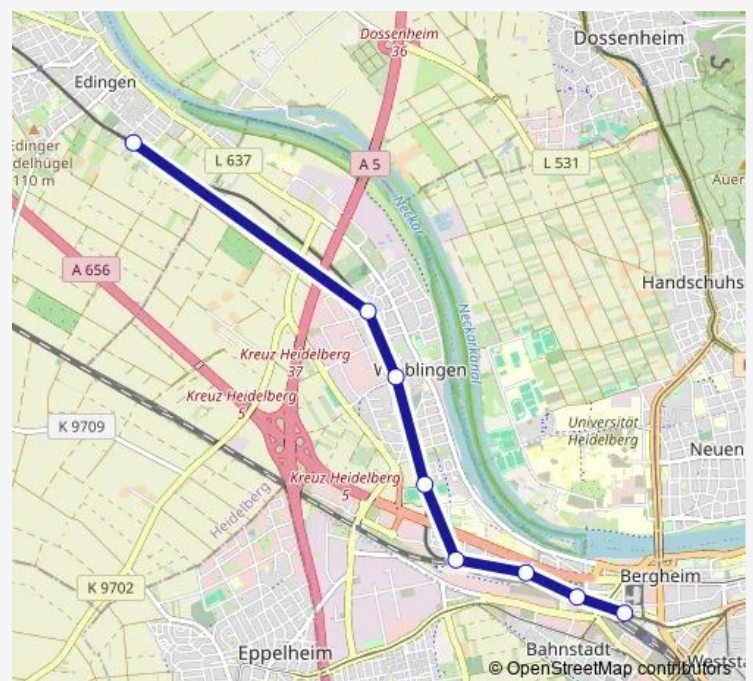 Dossenheim
36
Dossenheim
Edingen
Edinger
delhügel
110 m
L 637
A 5
L 531
Auer
Neckar
A 656
Handschuhs
Neckarkanal
Kreuz Heidelberg
37
Kreuz Heidelberg
5
W blingen
K 9709
Universität
Heidelberg
Neuen
Kreuz Heidelberg
5
Heidelberg
K 9702
Bergheim
Eppelheim
Bahnstadt
Weststa
© OpenStreetMap contributors